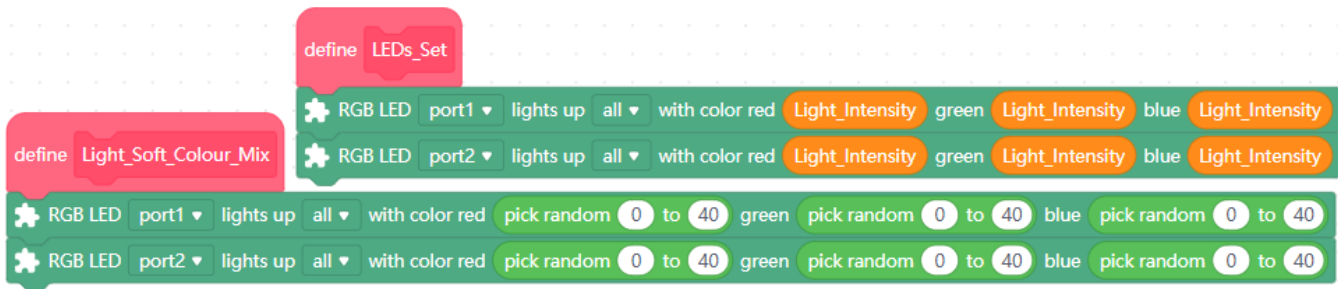 define LEDs_Set
RGB LED port1 lights up all with color red Light_Intensity green Light_Intensity blue Light_Intensity
RGB LED port2 lights up all with color red Light_Intensity green Light_Intensity blue Light_Intensity
define Light_Soft_Colour_Mix
RGB LED port1 lights up all with color red pick random 0 to 40 green pick random 0 to 40 blue pick random 0 to 40
RGB LED port2 lights up all with color red pick random 0 to 40 green pick random 0 to 40 blue pick random 0 to 40